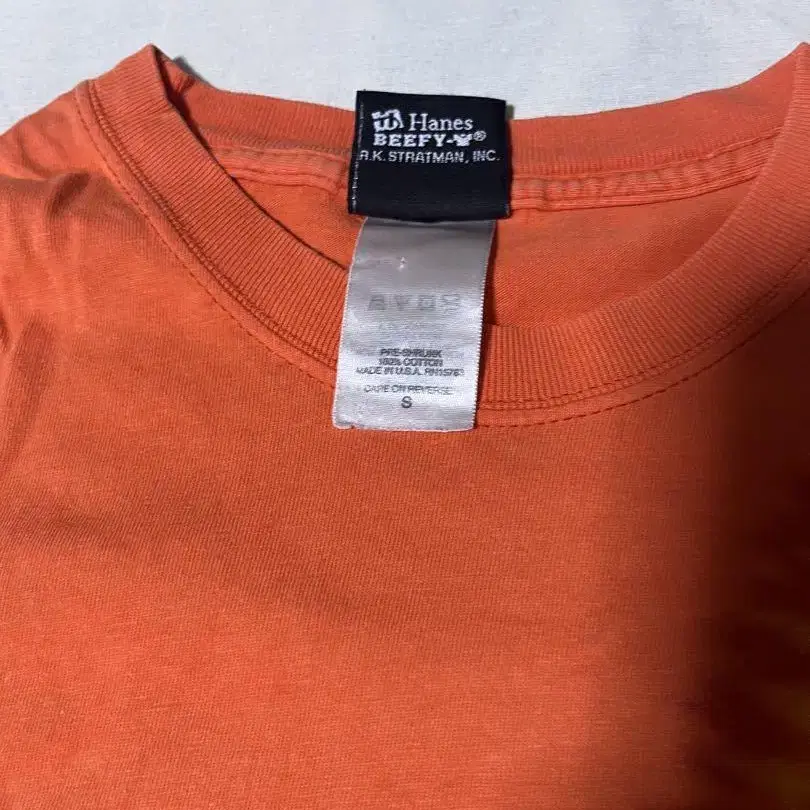 Hanes
BEEFY-T®
A.K. STRATMAN, INC.
PRE-SHRUNK
100% COTTON
MADE IN U.S.A. RN15763
CARE ON REVERSE
S